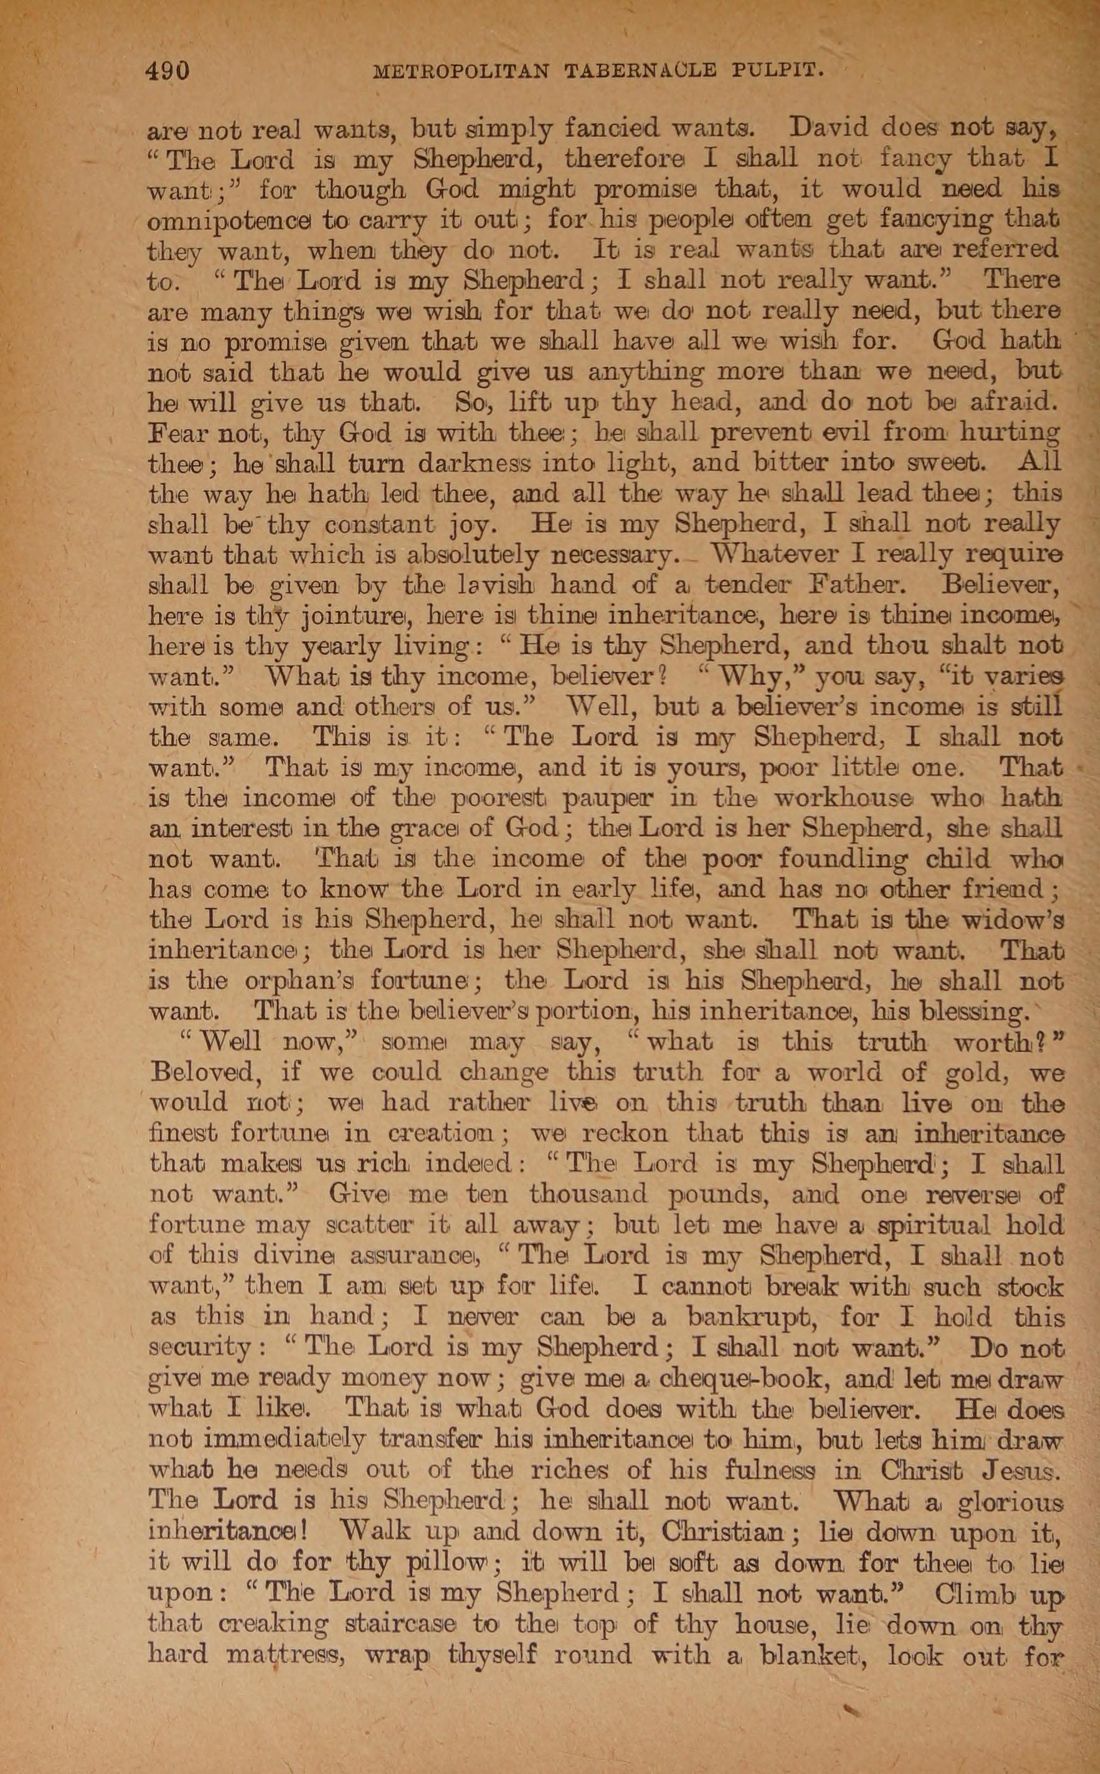 490 METROPOLITAN TABERNACLE PULPIT.
are not real wants, but simply fancied wants. David does not say,
“The Lord is my Shepherd, therefore I shall not fancy that I
want;” for though God might promise that, it would need his
omnipotence to carry it out; for his people often get fancying that
they want, when they do not. It is real wants that are referred
to. “The Lord is my Shepherd; I shall not really want.” There
are many things we wish for that we do not really need, but there
is no promise given that we shall have all we wish for. God hath
not said that he would give us anything more than we need, but
he will give us that. So, lift up thy head, and do not be afraid.
Fear not, thy God is with thee; he shall prevent evil from hurting
thee; he shall turn darkness into light, and bitter into sweet. All
the way he hath led thee, and all the way he shall lead thee; this
shall be thy constant joy. He is my Shepherd, I shall not really
want that which is absolutely necessary. Whatever I really require
shall be given by the lavish hand of a tender Father. Believer,
here is thy jointure, here is thine inheritance, here is thine income,
here is thy yearly living: “He is thy Shepherd, and thou shalt not
want.” What is thy income, believer? “Why,” you say, “it varies
with some and others of us.” Well, but a believer’s income is still
the same. This is it: “The Lord is my Shepherd, I shall not
want.” That is my income, and it is yours, poor little one. That
is the income of the poorest pauper in the workhouse who hath
an interest in the grace of God; the Lord is her Shepherd, she shall
not want. That is the income of the poor foundling child who
has come to know the Lord in early life, and has no other friend;
the Lord is his Shepherd, he shall not want. That is the widow’s
inheritance; the Lord is her Shepherd, she shall not want. That
is the orphan’s fortune; the Lord is his Shepherd, he shall not
want. That is the believer’s portion, his inheritance, his blessing.
“Well now,” some may say, “what is this truth worth?”
Beloved, if we could change this truth for a world of gold, we
would not; we had rather live on this truth than live on the
finest fortune in creation; we reckon that this is an inheritance
that makes us rich indeed: “The Lord is my Shepherd; I shall
not want.” Give me ten thousand pounds, and one reverse of
fortune may scatter it all away; but let me have a spiritual hold
of this divine assurance, “The Lord is my Shepherd, I shall not
want,” then I am set up for life. I cannot break with such stock
as this in hand; I never can be a bankrupt, for I hold this
security: “The Lord is my Shepherd; I shall not want.” Do not
give me ready money now; give me a cheque-book, and let me draw
what I like. That is what God does with the believer. He does
not immediately transfer his inheritance to him, but lets him draw
what he needs out of the riches of his fulness in Christ Jesus.
The Lord is his Shepherd; he shall not want. What a glorious
inheritance! Walk up and down it, Christian; lie down upon it,
it will do for thy pillow; it will be soft as down for thee to lie
upon: “The Lord is my Shepherd; I shall not want.” Climb up
that creaking staircase to the top of thy house, lie down on thy
hard mattress, wrap thyself round with a blanket, look out for